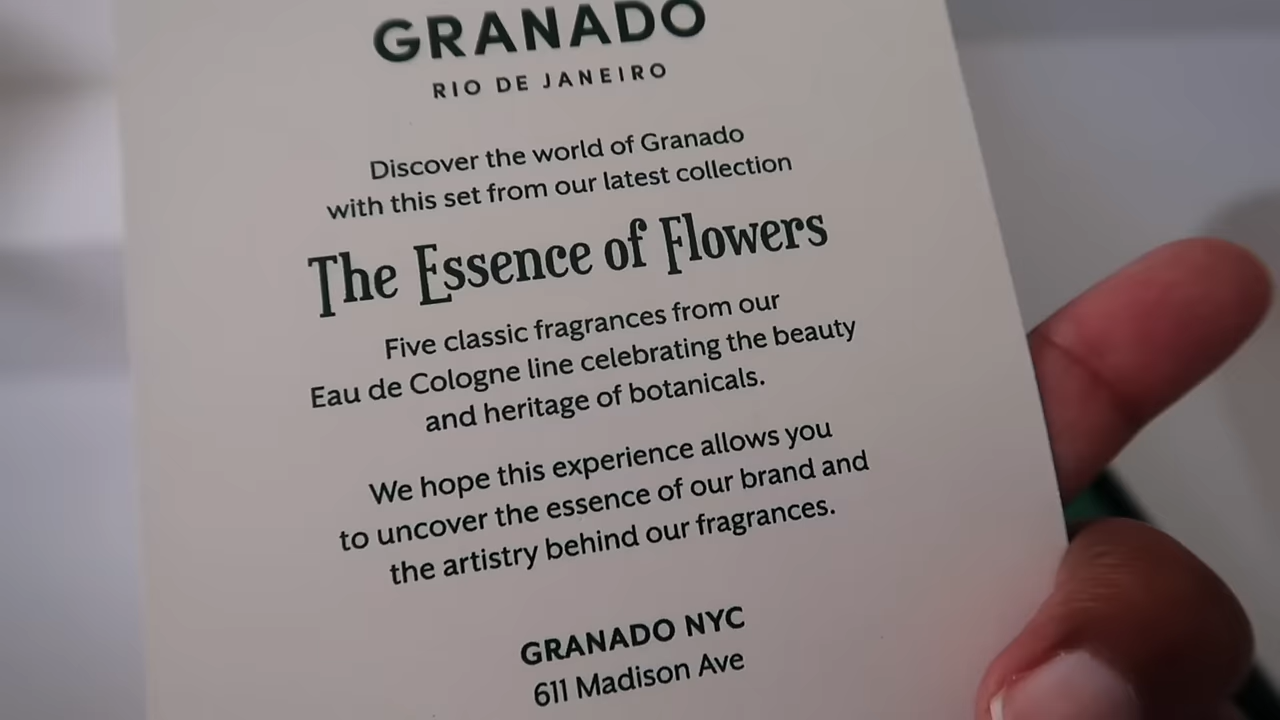 GRANADO
RIO DE JANEIRO
Discover the world of Granado
with this set from our latest collection
The Essence of Flowers
Five classic fragrances from our
Eau de Cologne line celebrating the beauty
and heritage of botanicals.
We hope this experience allows you
to uncover the essence of our brand and
the artistry behind our fragrances.
GRANADO NYC
611 Madison Ave